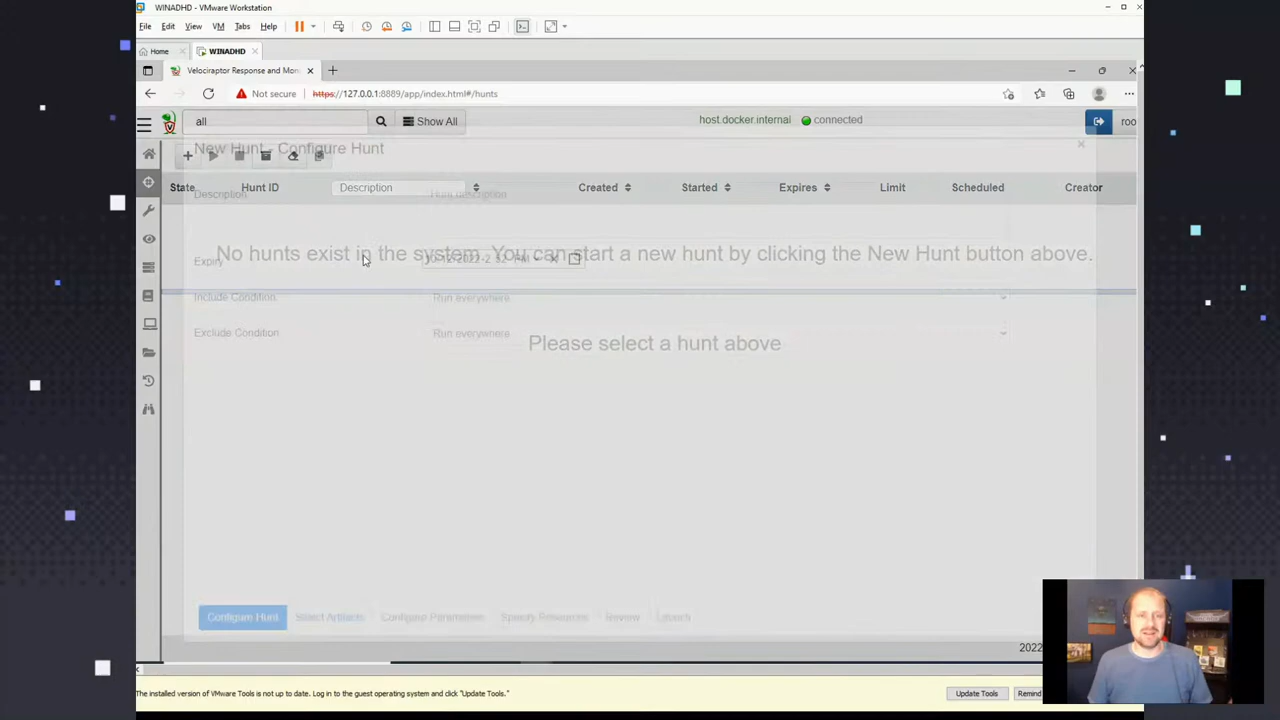 WINADHD - VMware Workstation
File Edit View VM Tabs Help
Home WINADHD
Velociraptor Response and Mon
Not secure https://127.0.0.1:8889/app/index.html#/hunts
all Show All host.docker.internal connected roo
New Hunt - Configure Hunt
State Hunt ID Description Created Started Expires Limit Scheduled Creator
Description Hunt description
No hunts exist in the system. You can start a new hunt by clicking the New Hunt button above.
Expiry PM
Include Condition Run everywhere
Exclude Condition Run everywhere
Please select a hunt above
Configure Hunt Select Artifacts Configure Parameters Specify Resources Review Launch
2022
The installed version of VMware Tools is not up to date. Log in to the guest operating system and click "Update Tools."
Update Tools Remind